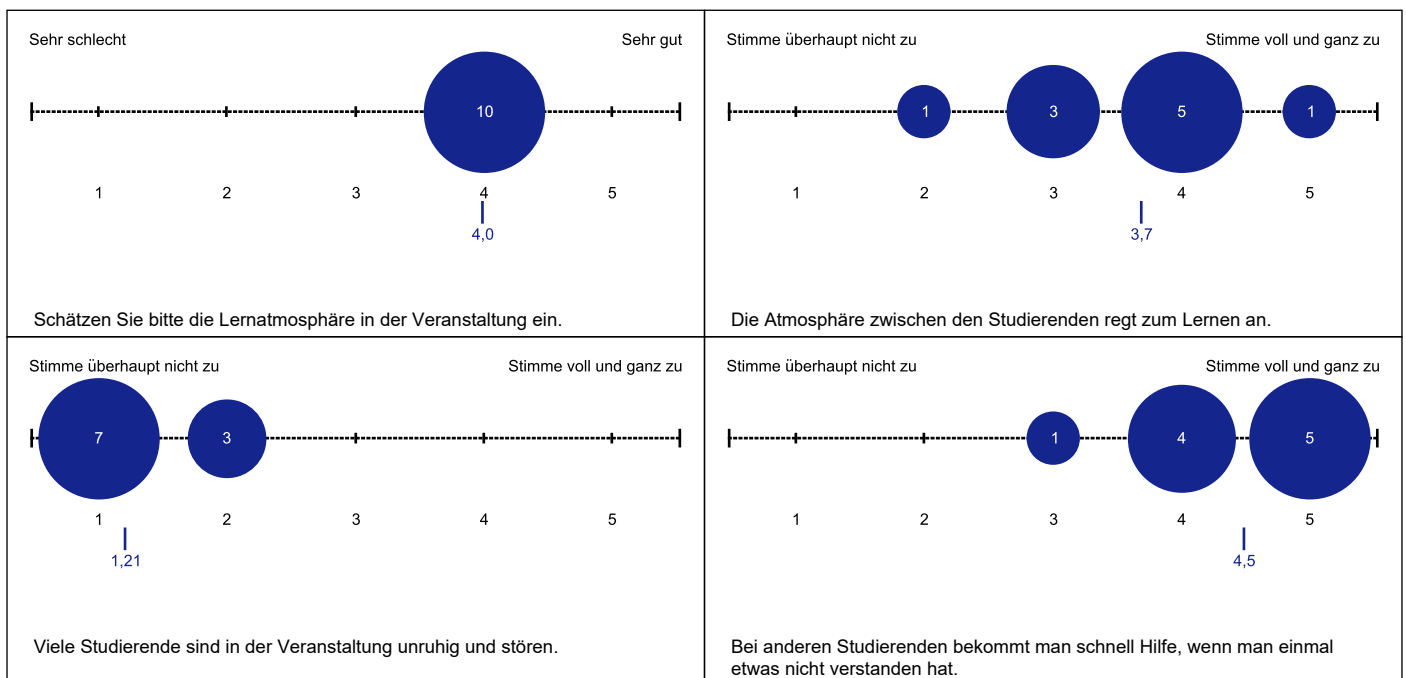 Sehr schlecht Sehr gut
10
1 2 3 4 5
4,0
Schätzen Sie bitte die Lernatmosphäre in der Veranstaltung ein.
Stimme überhaupt nicht zu Stimme voll und ganz zu
1 3 5 1
1 2 3 4 5
3,7
Die Atmosphäre zwischen den Studierenden regt zum Lernen an.
Stimme überhaupt nicht zu Stimme voll und ganz zu
7 3
1 2 3 4 5
1,21
Viele Studierende sind in der Veranstaltung unruhig und stören.
Stimme überhaupt nicht zu Stimme voll und ganz zu
1 4 5
1 2 3 4 5
4,5
Bei anderen Studierenden bekommt man schnell Hilfe, wenn man einmal
etwas nicht verstanden hat.